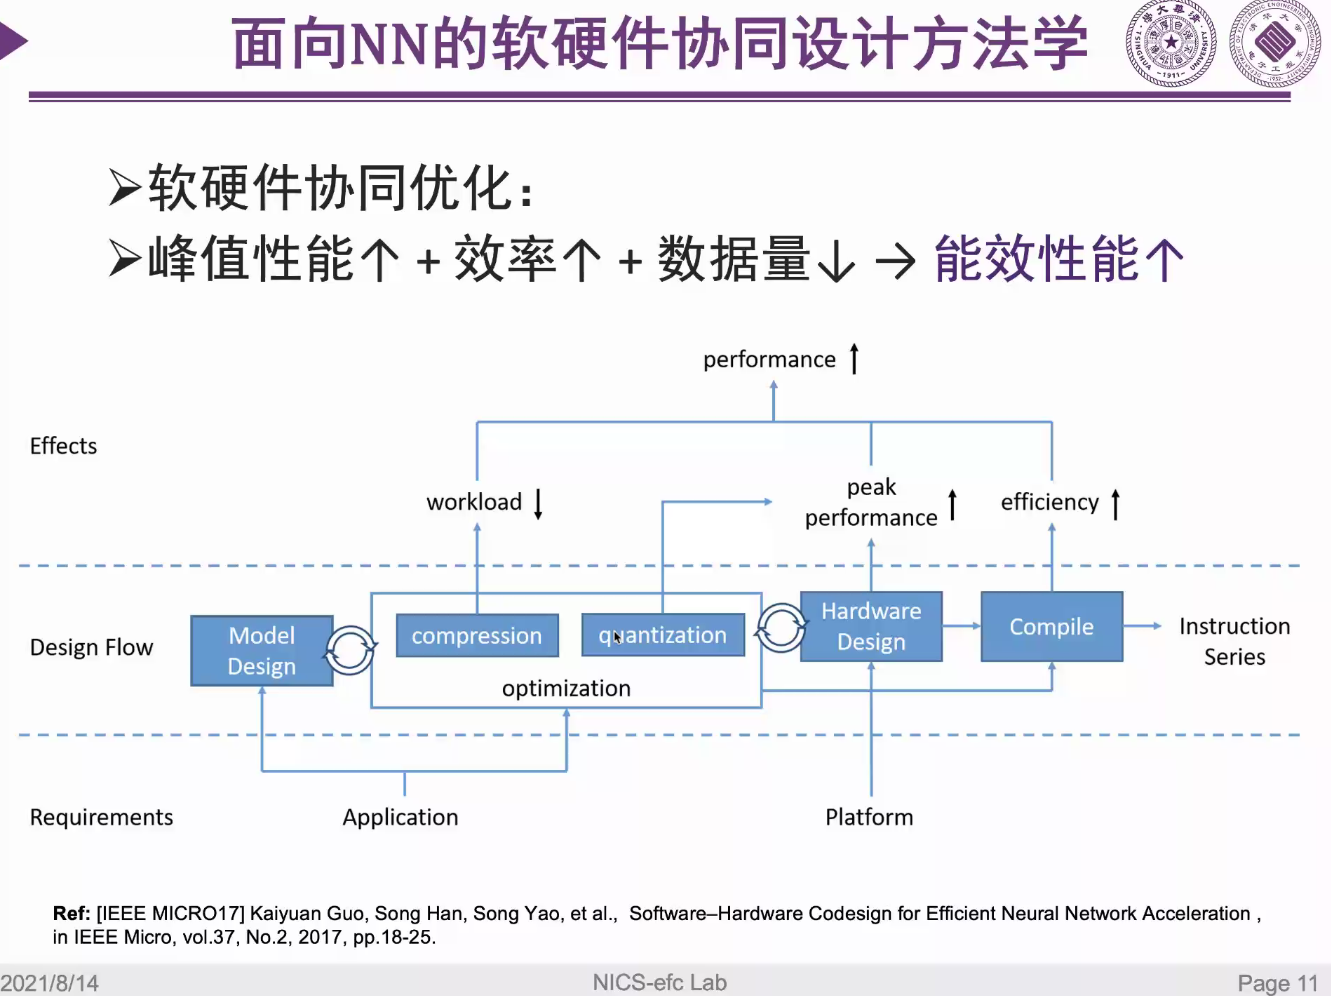 面向NN的软硬件协同设计方法学
➢软硬件协同优化：
➢峰值性能↑ + 效率↑ + 数据量↓ → 能效性能↑
performance
Effects
workload
peak
performance
efficiency
Design Flow
Model
Design
compression
quantization
optimization
Hardware
Design
Compile
Instruction
Series
Requirements
Application
Platform
Ref: [IEEE MICRO17] Kaiyuan Guo, Song Han, Song Yao, et al., Software–Hardware Codesign for Efficient Neural Network Acceleration ,
in IEEE Micro, vol.37, No.2, 2017, pp.18-25.
2021/8/14
NICS-efc Lab
Page 11